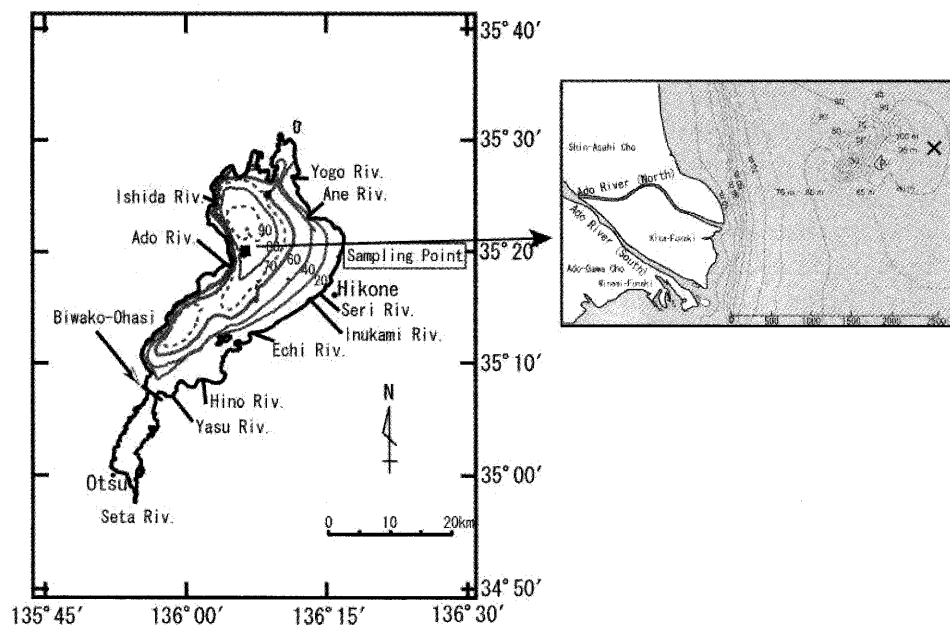 35°40′
35°30′
35°20′
35°10′
35°00′
34°50′
135°45′
136°00′
136°15′
136°30′
Yogo Riv.
Ane Riv.
Ishida Riv.
Ado Riv.
90
80
70
60
40
20
Sampling Point
Hikone
Seri Riv.
Inukami Riv.
Echi Riv.
Biwako-Ohasi
Hino Riv.
Yasu Riv.
Otsu
Seta Riv.
N
0 10 20km
Shin-Asahi Cho
Ado River (North)
Ado River (South)
Kita-Funaki
Ado-Gawa Cho
Minami-Funaki
0 500 1000 1500 2000 2500